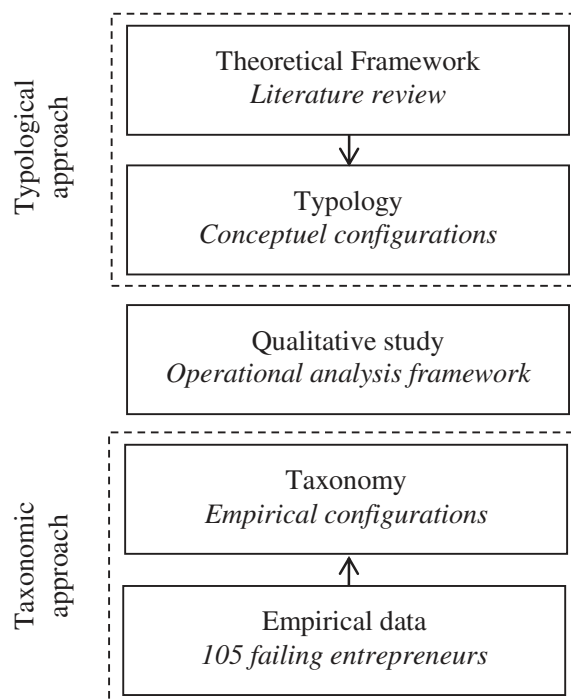 Typological
approach
Theoretical Framework
Literature review
Typology
Conceptuel configurations
Qualitative study
Operational analysis framework
Taxonomic
approach
Taxonomy
Empirical configurations
Empirical data
105 failing entrepreneurs